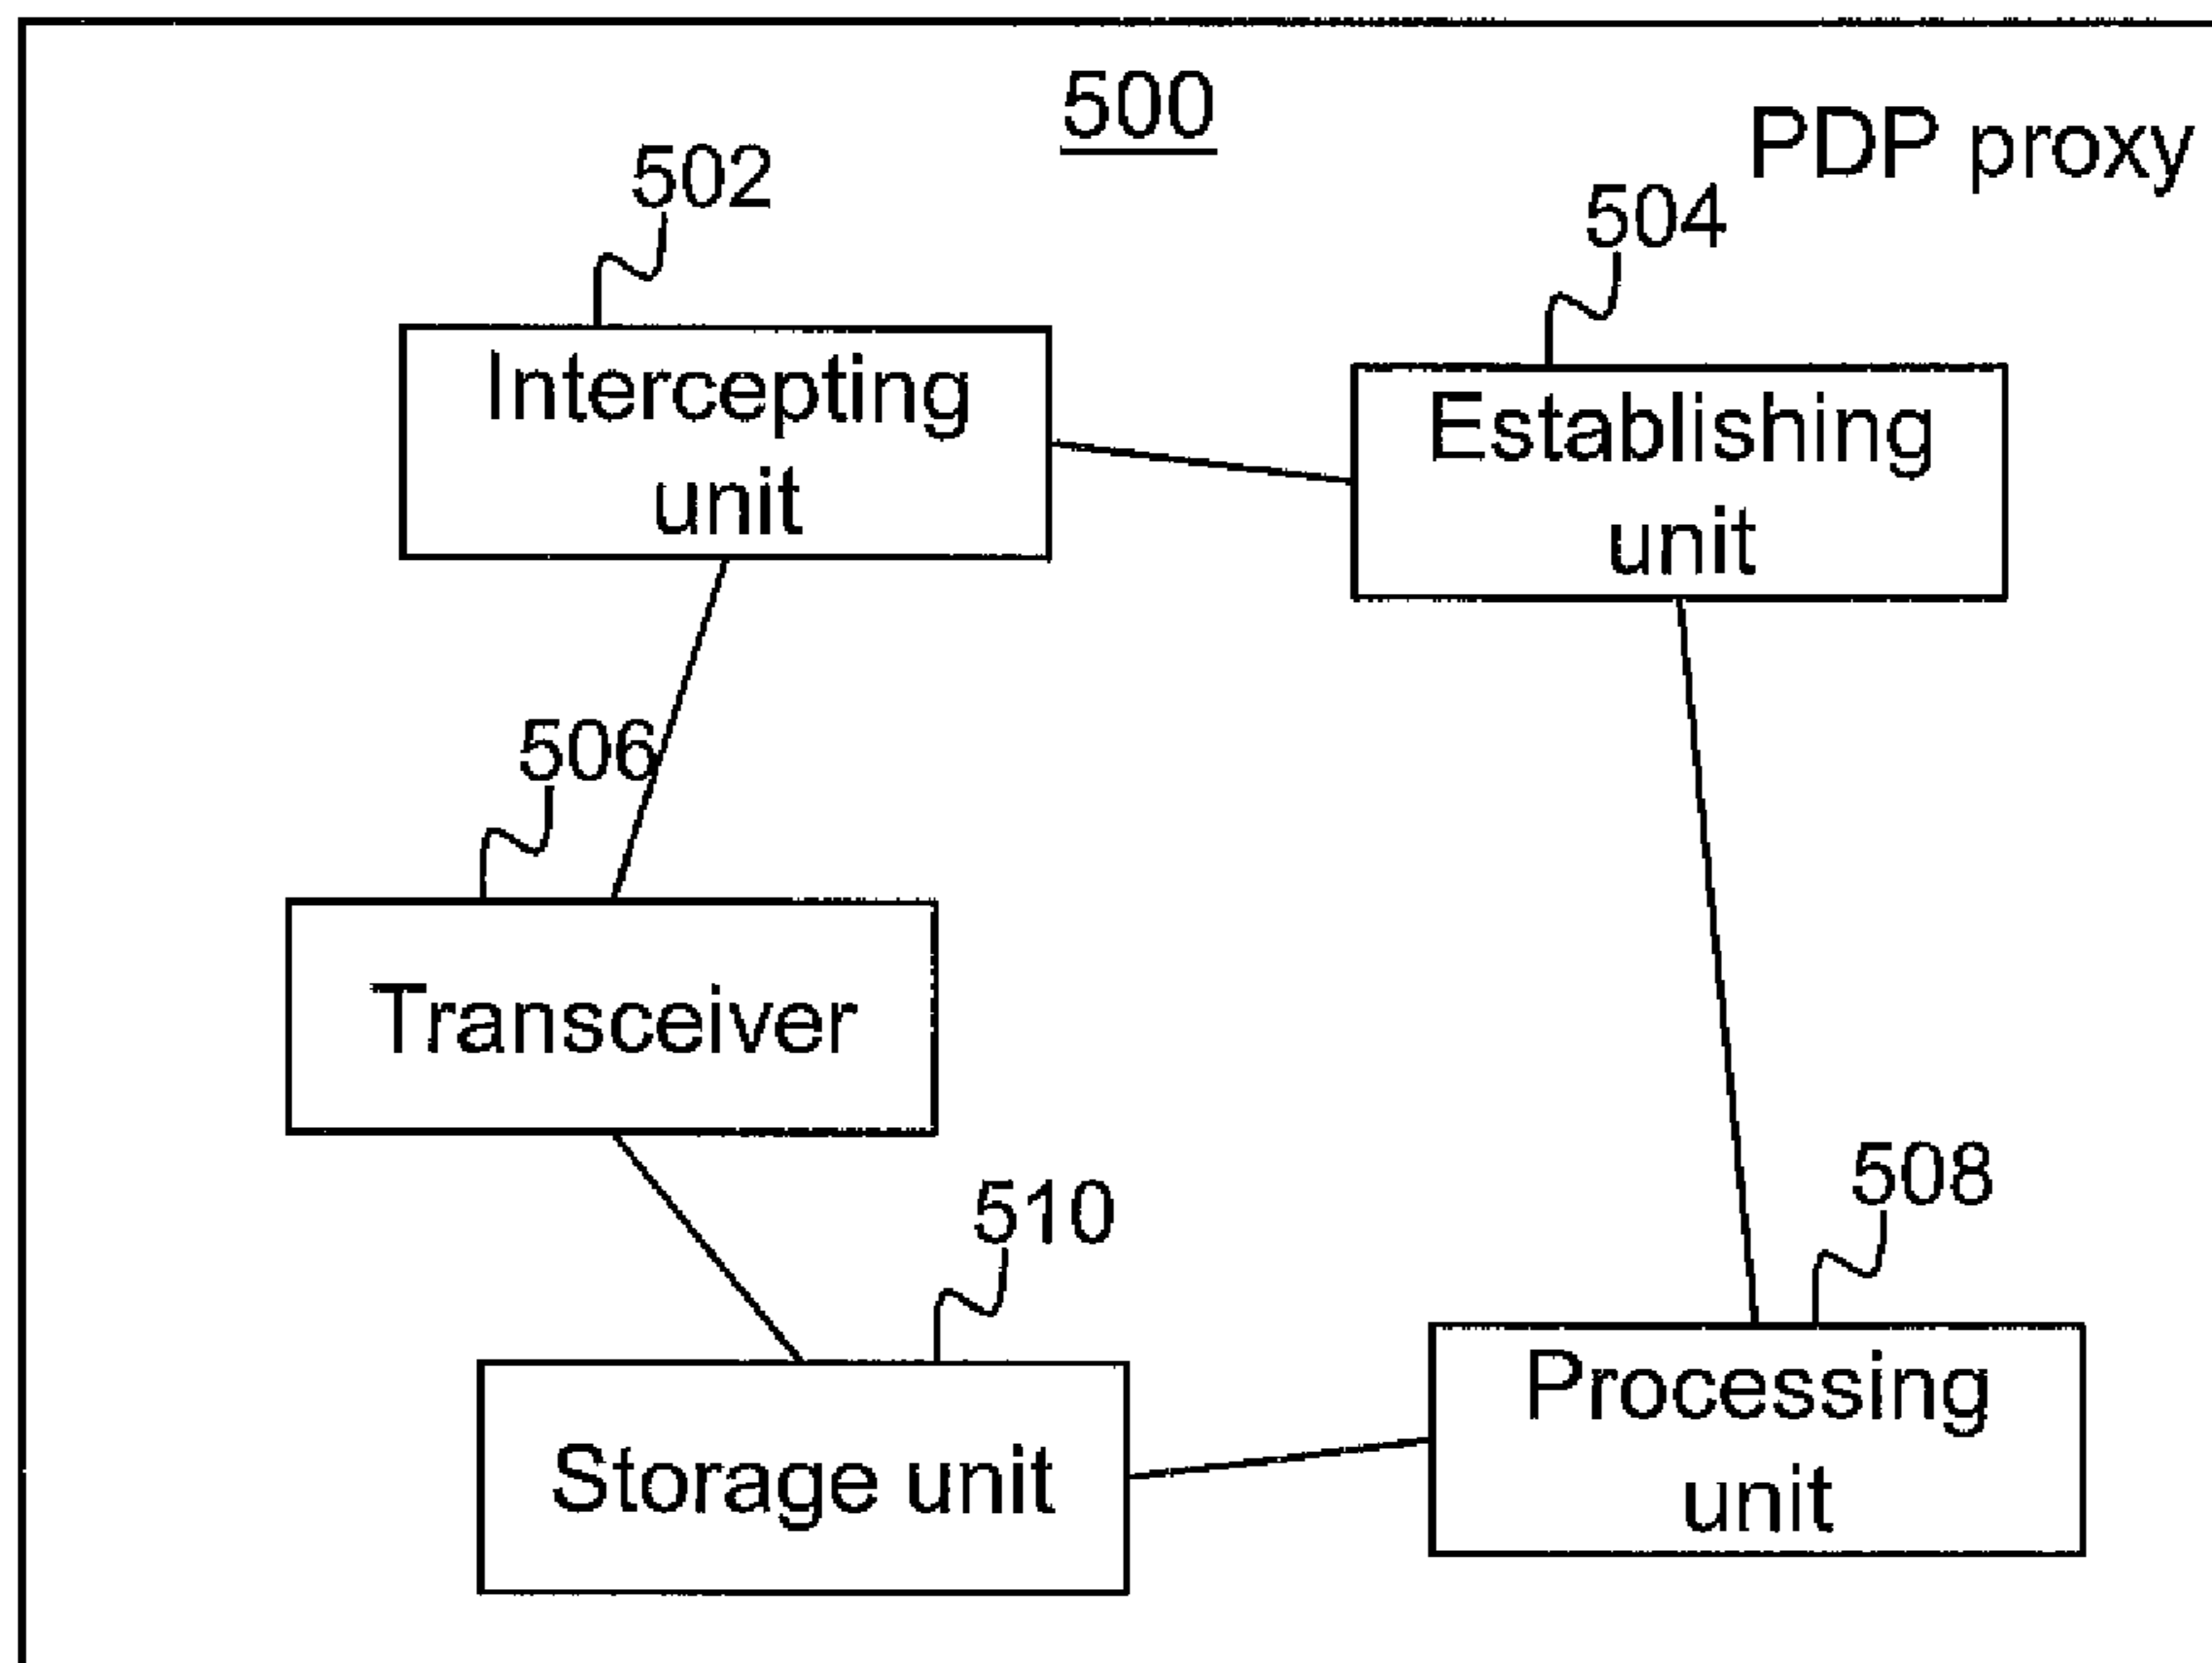 500
PDP proxy
502
504
Intercepting
unit
Establishing
unit
506
Transceiver
510
508
Storage unit
Processing
unit